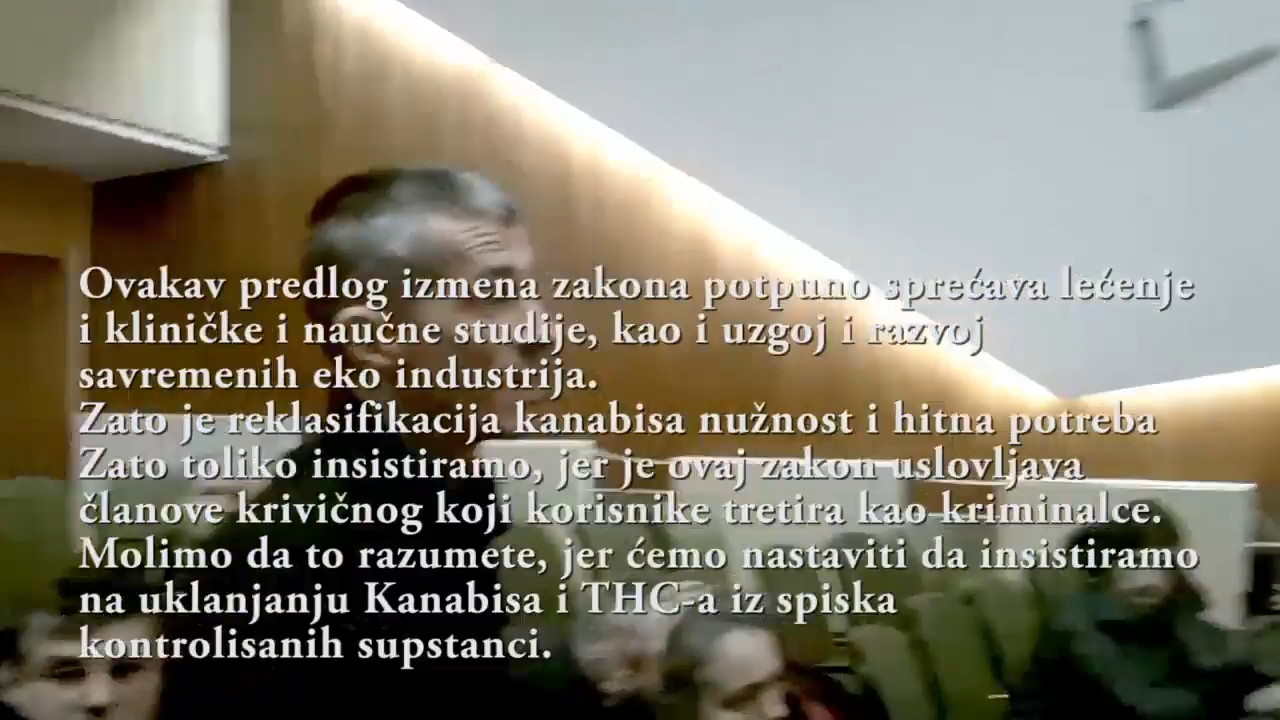 Ovakav predlog izmena zakona potpuno sprećava lećenje
i kliničke i naučne studije, kao i uzgoj i razvoj
savremenih eko industrija.
Zato je reklasifikacija kanabisa nužnost i hitna potreba
Zato toliko insistiramo, jer je ovaj zakon uslovljava
članove krivičnog koji korisnike tretira kao kriminalce.
Molimo da to razumete, jer ćemo nastaviti da insistiramo
na uklanjanju Kanabisa i THC-a iz spiska
kontrolisanih supstanci.